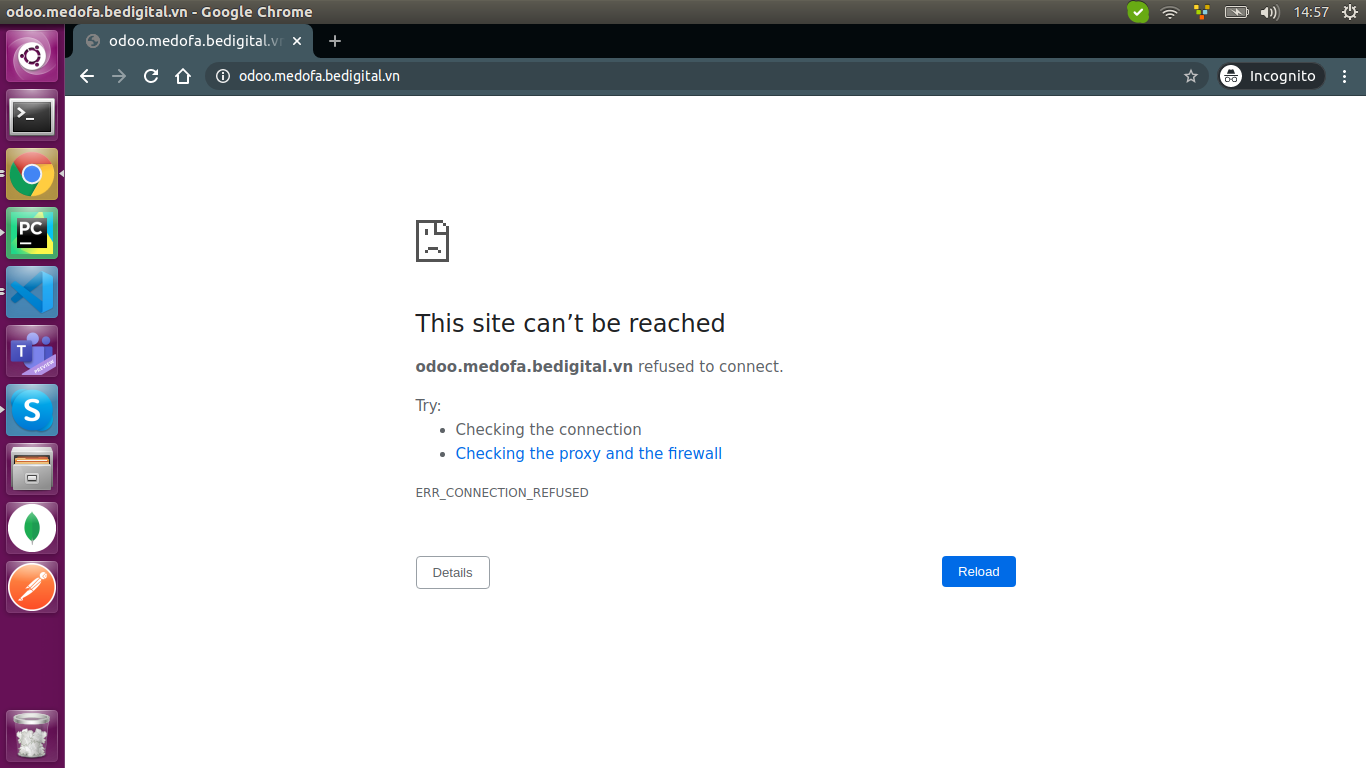 odoo.medofa.bedigital.vn - Google Chrome
14:57
odoo.medofa.bedigital.v
odoo.medofa.bedigital.vn
Incognito
>_
PC
T
PREVIEW
S
This site can’t be reached
odoo.medofa.bedigital.vn refused to connect.
Try:
Checking the connection
Checking the proxy and the firewall
ERR_CONNECTION_REFUSED
Details
Reload